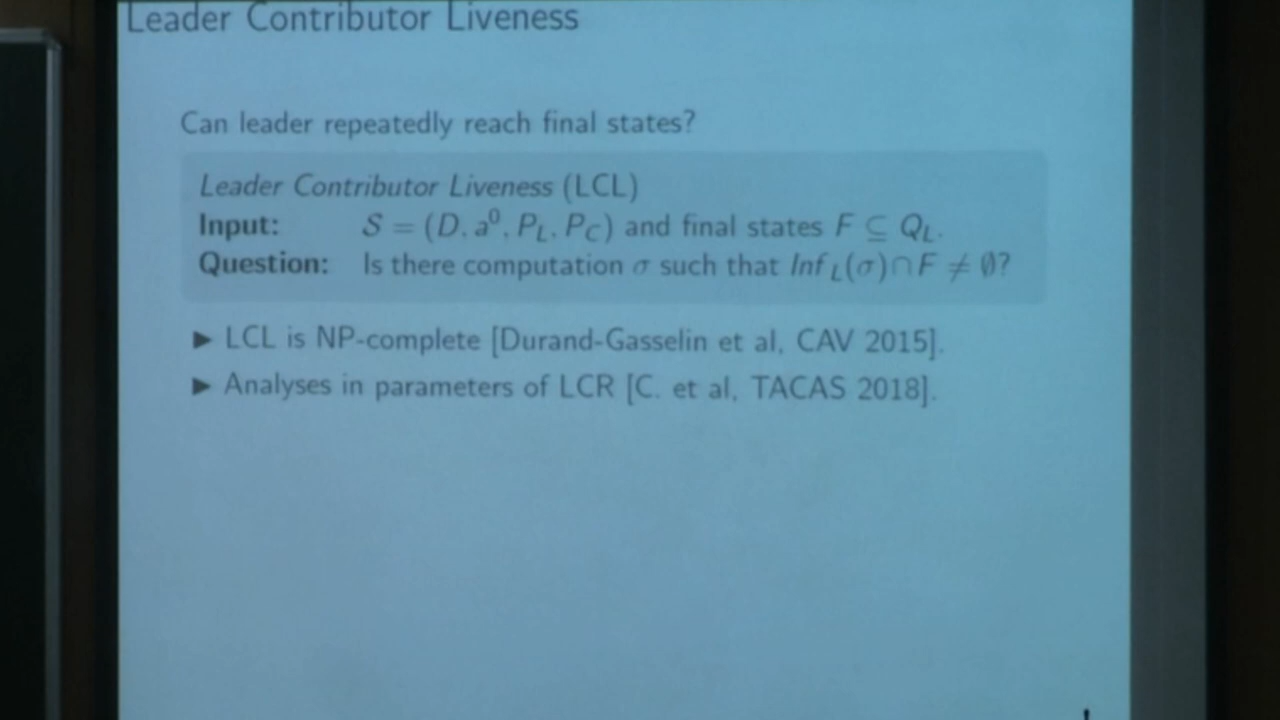 Leader Contributor Liveness
Can leader repeatedly reach final states?
Leader Contributor Liveness (LCL)
Input: S = (D, a⁰, P_L, P_C) and final states F ⊆ Q_L.
Question: Is there computation σ such that Inf_L(σ)∩F ≠ ∅?
▶ LCL is NP-complete [Durand-Gasselin et al, CAV 2015].
▶ Analyses in parameters of LCR [C. et al, TACAS 2018].